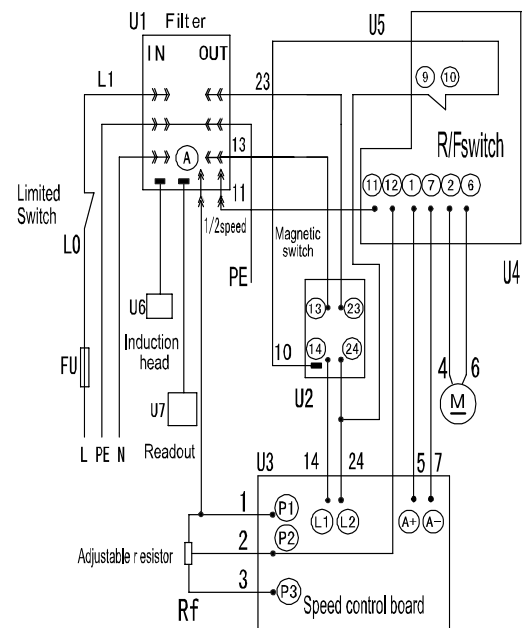 U1 Filter
U5
IN OUT
L1
23
9 10
R/Fswitch
13
A
11
11 12 1 7 2 6
Limited
Switch
1/2speed
Magnetic
switch
L0
PE
U4
U6
13 23
Induction
head
14 24
10
FU
4 6
M
U2
U7
L PE N
Readout
U3
14 24 5 7
1
P1
L1 L2 A+ A-
2
P2
Adjustable resistor
3
P3
Rf
Speed control board